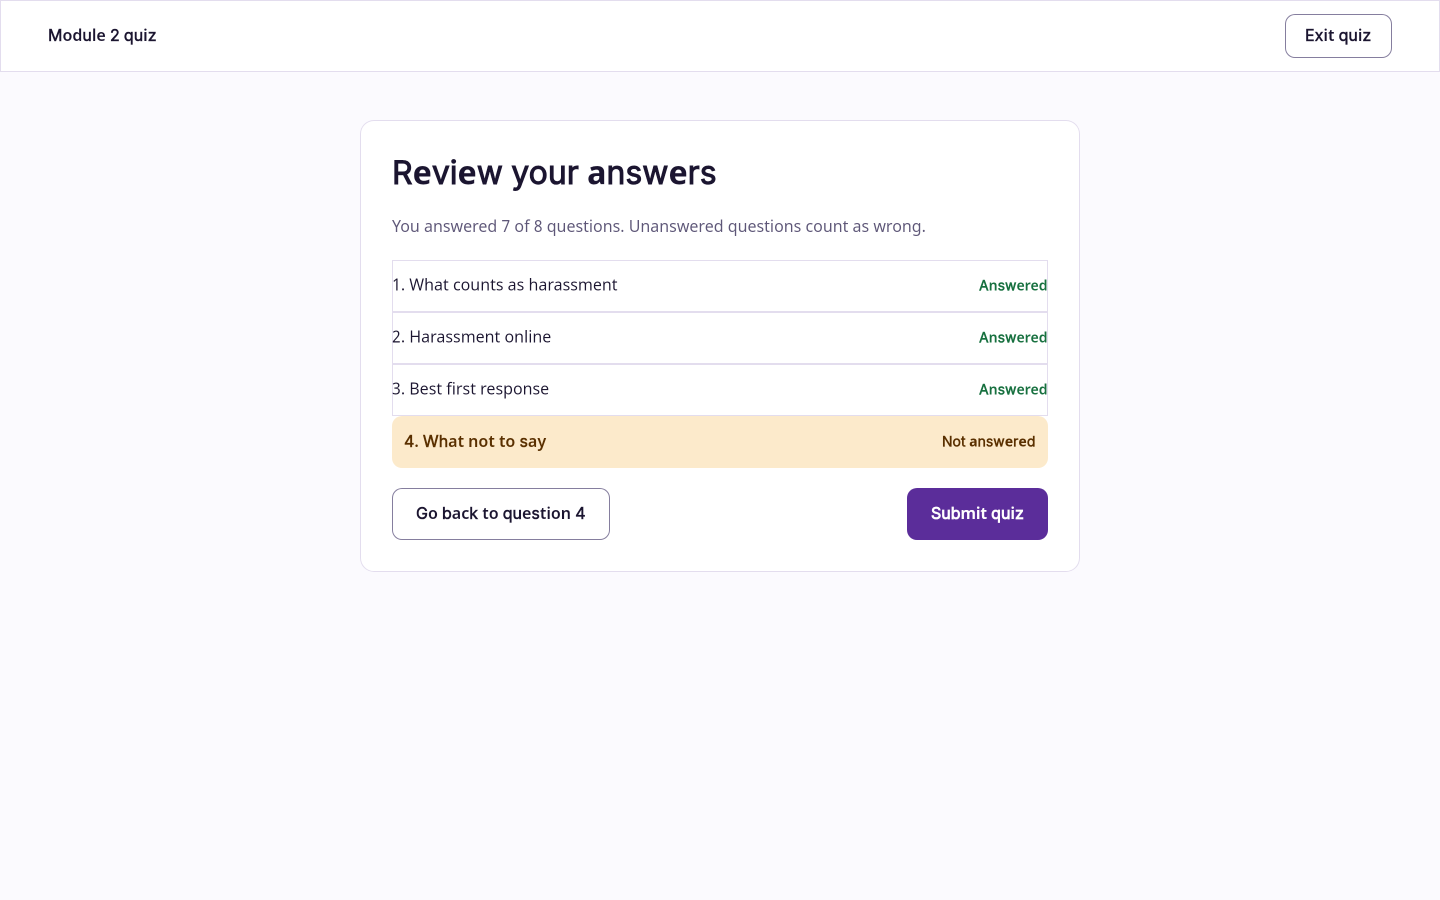 Module 2 quiz
Exit quiz
Review your answers
You answered 7 of 8 questions. Unanswered questions count as wrong.
1. What counts as harassment Answered
2. Harassment online Answered
3. Best first response Answered
4. What not to say Not answered
Go back to question 4
Submit quiz